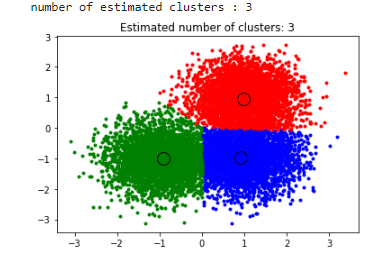 number of estimated clusters : 3
Estimated number of clusters: 3
3
2
1
0
−1
−2
−3
−3 −2 −1 0 1 2 3